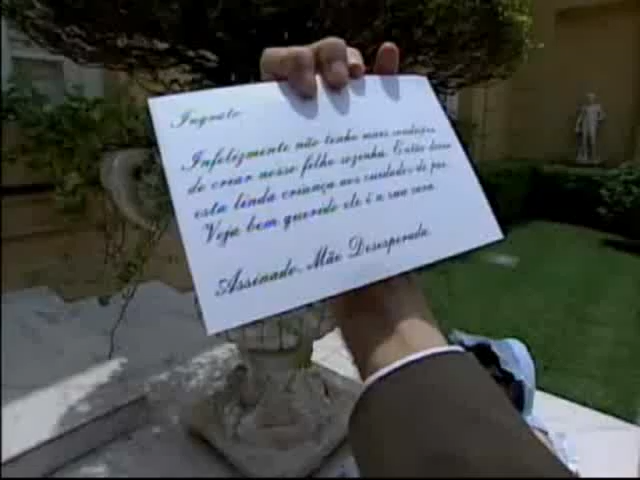 Ingrato
Infelizmente não tenho mais condições
de criar nosso filho sozinha. Então deixo
esta linda criança aos cuidados do pai.
Veja bem querido ele é a sua cara.
Assinado, Mãe Desesperada